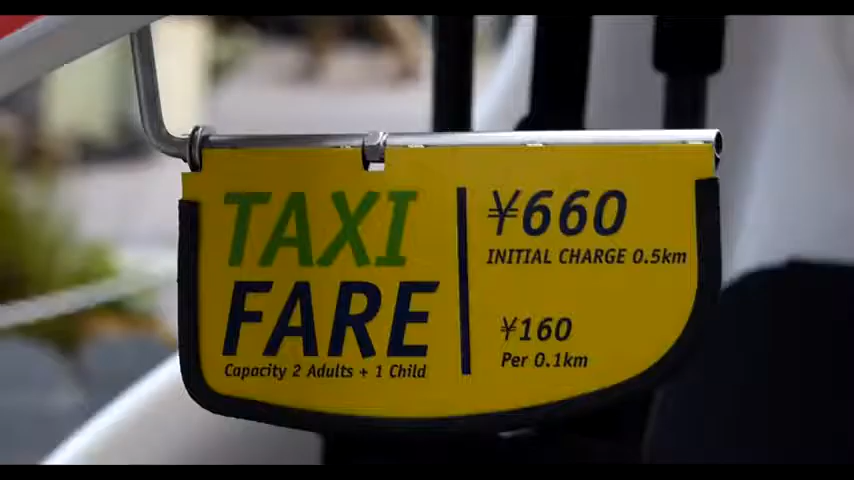 TAXI
FARE
Capacity 2 Adults + 1 Child
¥660
INITIAL CHARGE 0.5km
¥160
Per 0.1km